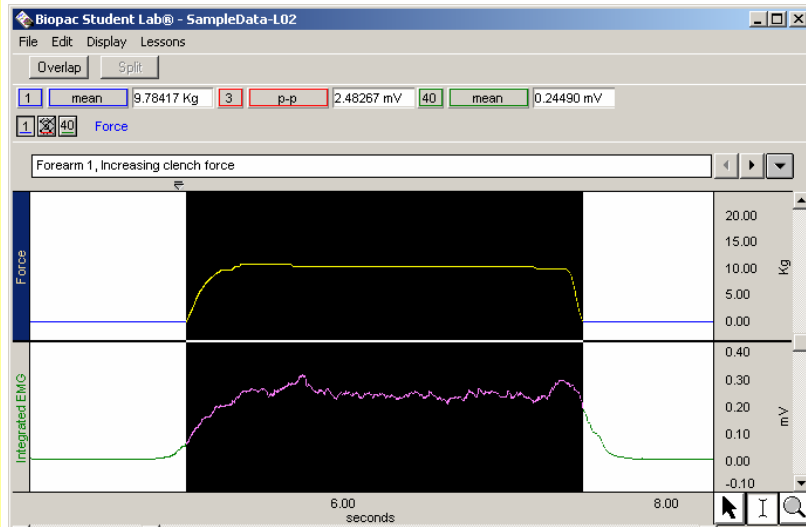 Biopac Student Lab® - SampleData-L02
File Edit Display Lessons
Overlap Split
1 mean 9.78417 Kg 3 p-p 2.48267 mV 40 mean 0.24490 mV
1 3 40 Force
Forearm 1, Increasing clench force
Force
20.00
15.00
10.00
5.00
0.00
Kg
Integrated EMG
0.40
0.30
0.20
0.10
0.00
-0.10
mV
6.00 8.00
seconds